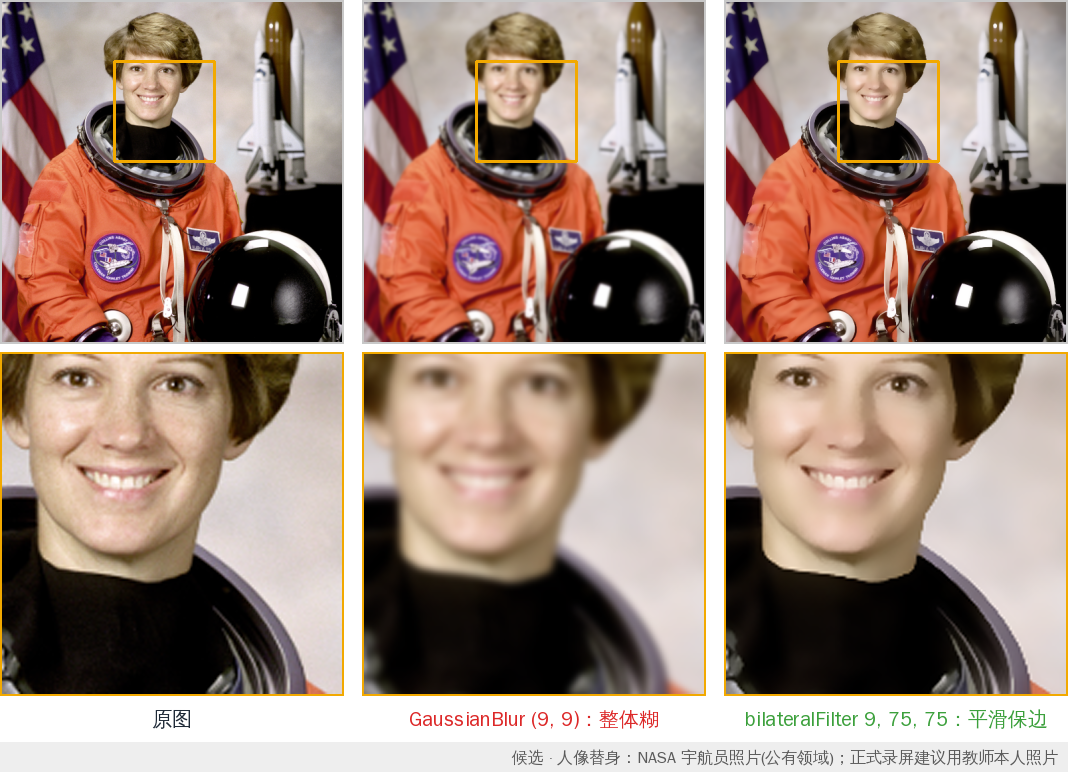 原图
GaussianBlur (9, 9)：整体糊
bilateralFilter 9, 75, 75：平滑保边
候选 · 人像替身：NASA 宇航员照片(公有领域)；正式录屏建议用教师本人照片